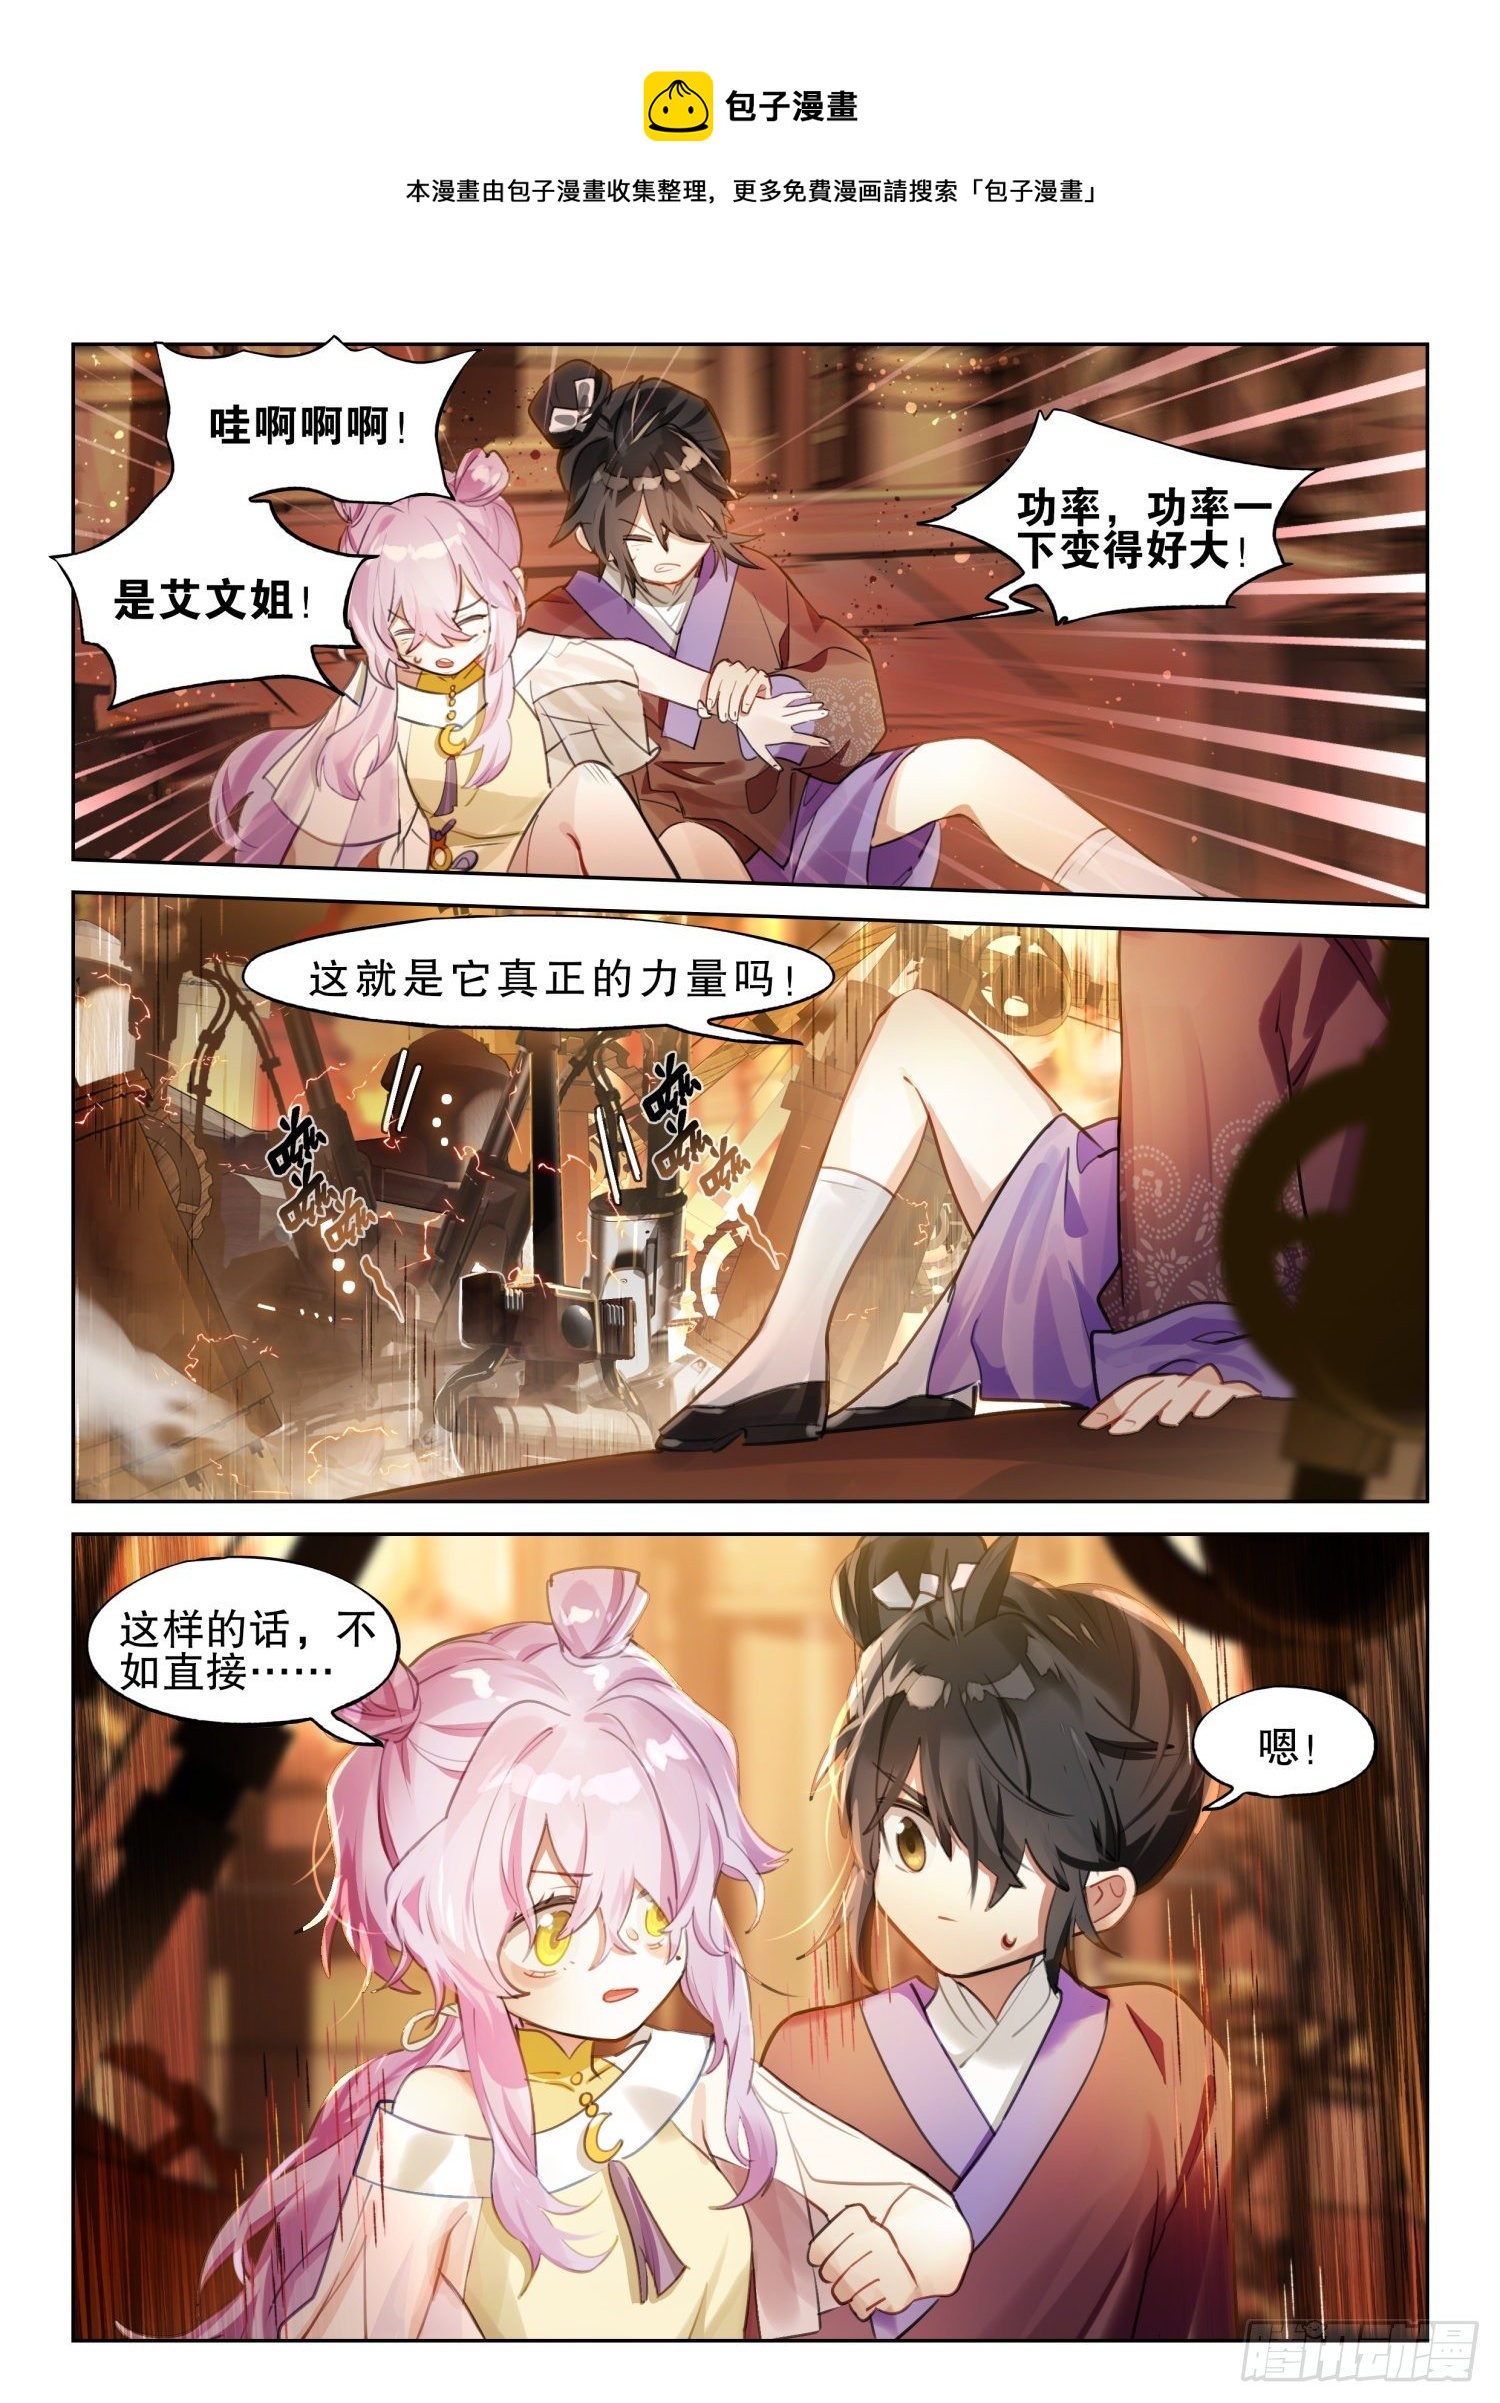 包子漫畫
本漫畫由包子漫畫收集整理，更多免費漫画請搜索「包子漫畫」
哇啊啊啊！
是艾文姐！
功率，功率一
下变得好大！
这就是它真正的力量吗！
这样的话，不
如直接……
嗯！
腾讯动漫